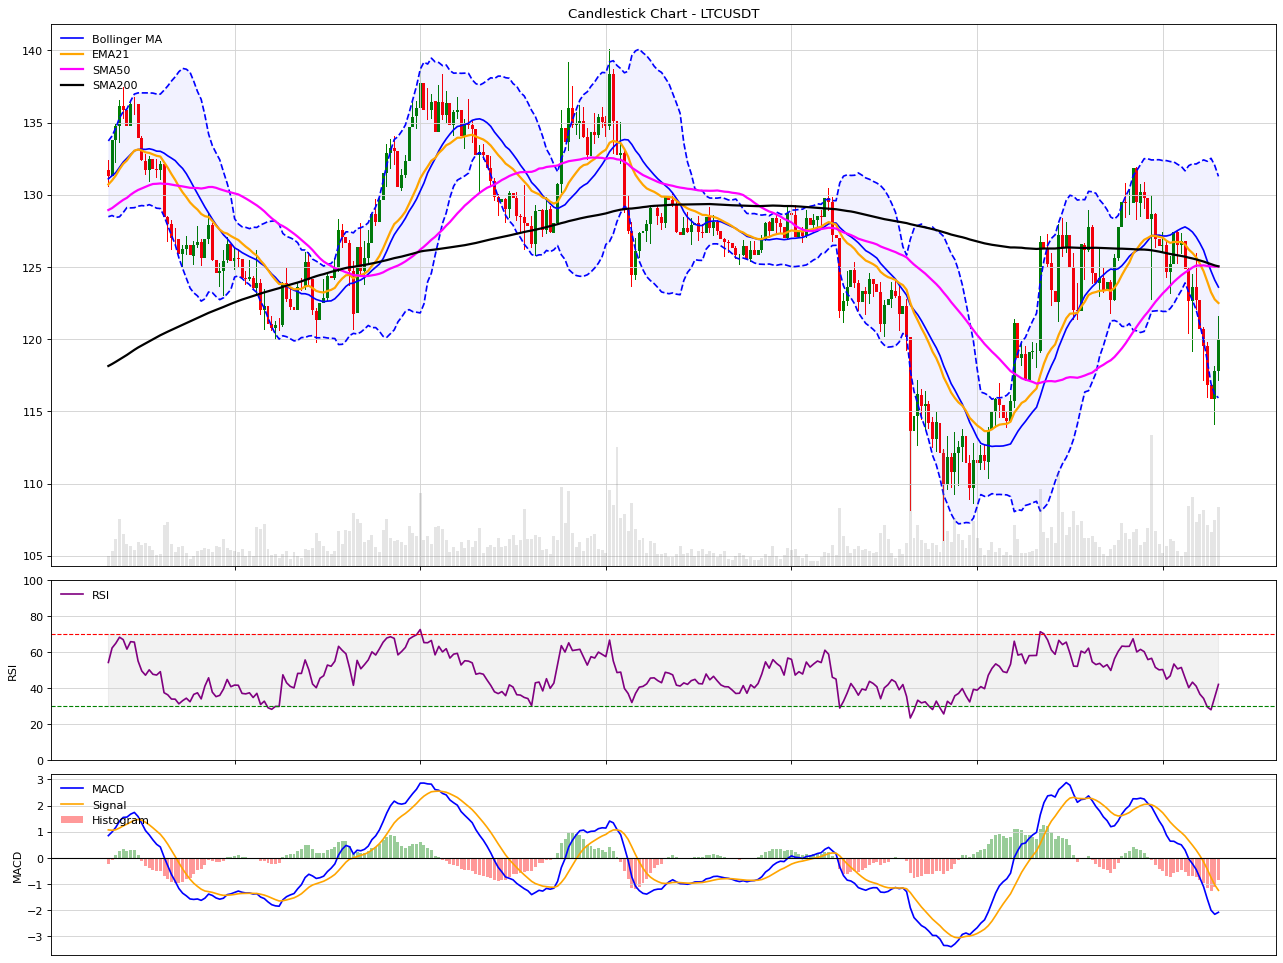 Candlestick Chart - LTCUSDT
Bollinger MA
EMA21
SMA50
SMA200
140
135
130
125
120
115
110
105
100
80
60
40
20
0
RSI
RSI
3
2
1
0
−1
−2
−3
MACD
MACD
Signal
Histogram